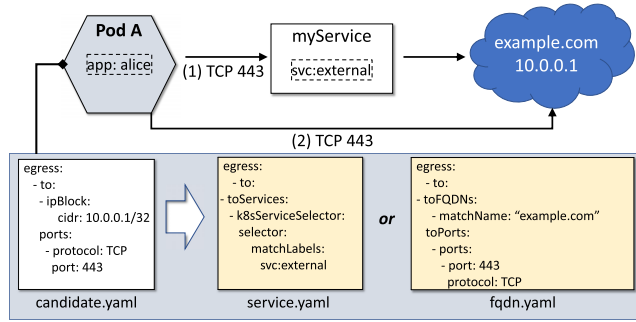 Pod A
app: alice
(1) TCP 443
myService
svc:external
example.com
10.0.0.1
(2) TCP 443
egress:
- to:
- ipBlock:
cidr: 10.0.0.1/32
ports:
- protocol: TCP
port: 443
candidate.yaml
egress:
- to:
- toServices:
- k8sServiceSelector:
selector:
matchLabels:
svc:external
service.yaml
or
egress:
- to:
- toFQDNs:
- matchName: “example.com”
toPorts:
- ports:
- port: 443
protocol: TCP
fqdn.yaml